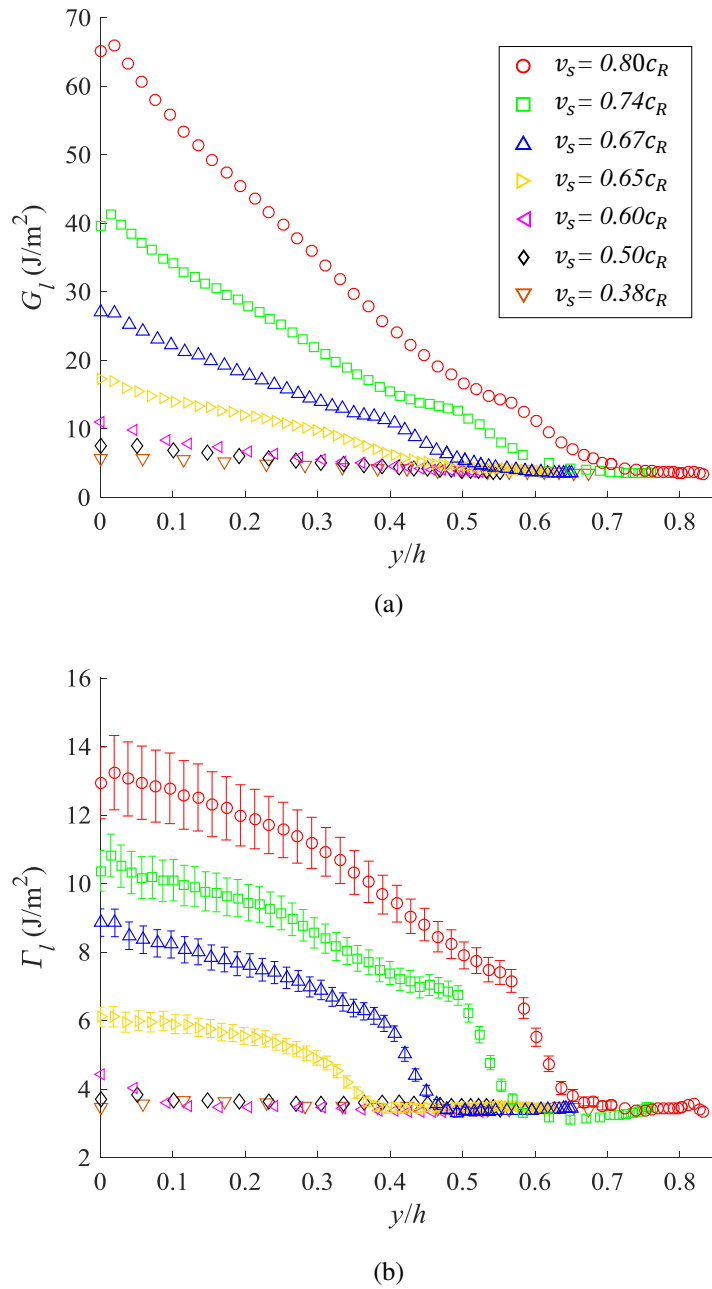 70
60
50
40
30
20
10
0
G_l (J/m²)
v_s = 0.80c_R
v_s = 0.74c_R
v_s = 0.67c_R
v_s = 0.65c_R
v_s = 0.60c_R
v_s = 0.50c_R
v_s = 0.38c_R
0 0.1 0.2 0.3 0.4 0.5 0.6 0.7 0.8
y/h
(a)
16
14
12
10
8
6
4
2
Γ_l (J/m²)
0 0.1 0.2 0.3 0.4 0.5 0.6 0.7 0.8
y/h
(b)